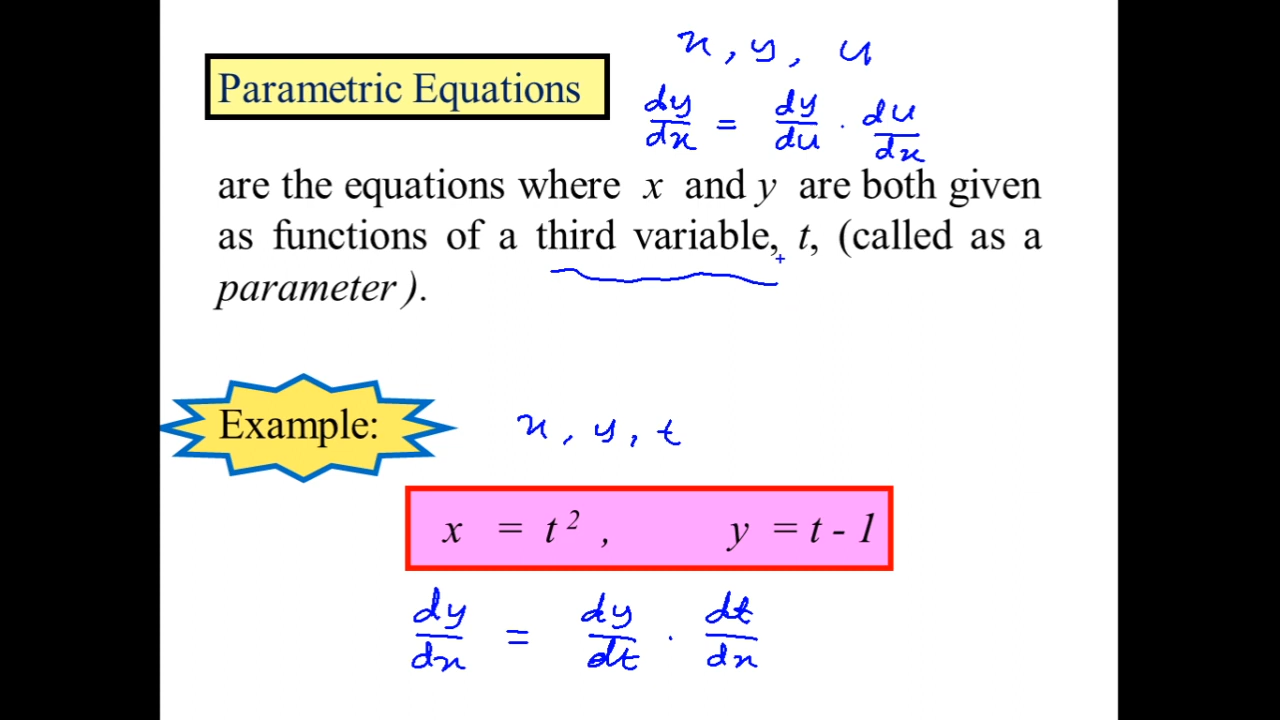 x, y, u
Parametric Equations
dy/dx = dy/du · du/dx
are the equations where x and y are both given
as functions of a third variable, t, (called as a
parameter ).
Example:
x, y, t
x = t², y = t - 1
dy/dx = dy/dt · dt/dx